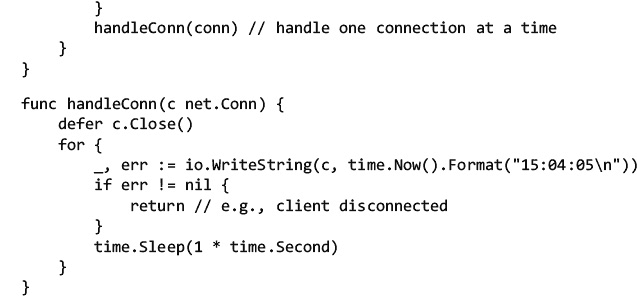 }
        handleConn(conn) // handle one connection at a time
    }
}
func handleConn(c net.Conn) {
    defer c.Close()
    for {
        _, err := io.WriteString(c, time.Now().Format("15:04:05\n"))
        if err != nil {
            return // e.g., client disconnected
        }
        time.Sleep(1 * time.Second)
    }
}